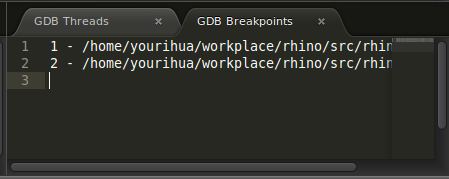 GDB Threads × GDB Breakpoints ×
1 1 - /home/yourihua/workplace/rhino/src/rhin
2 2 - /home/yourihua/workplace/rhino/src/rhin
3